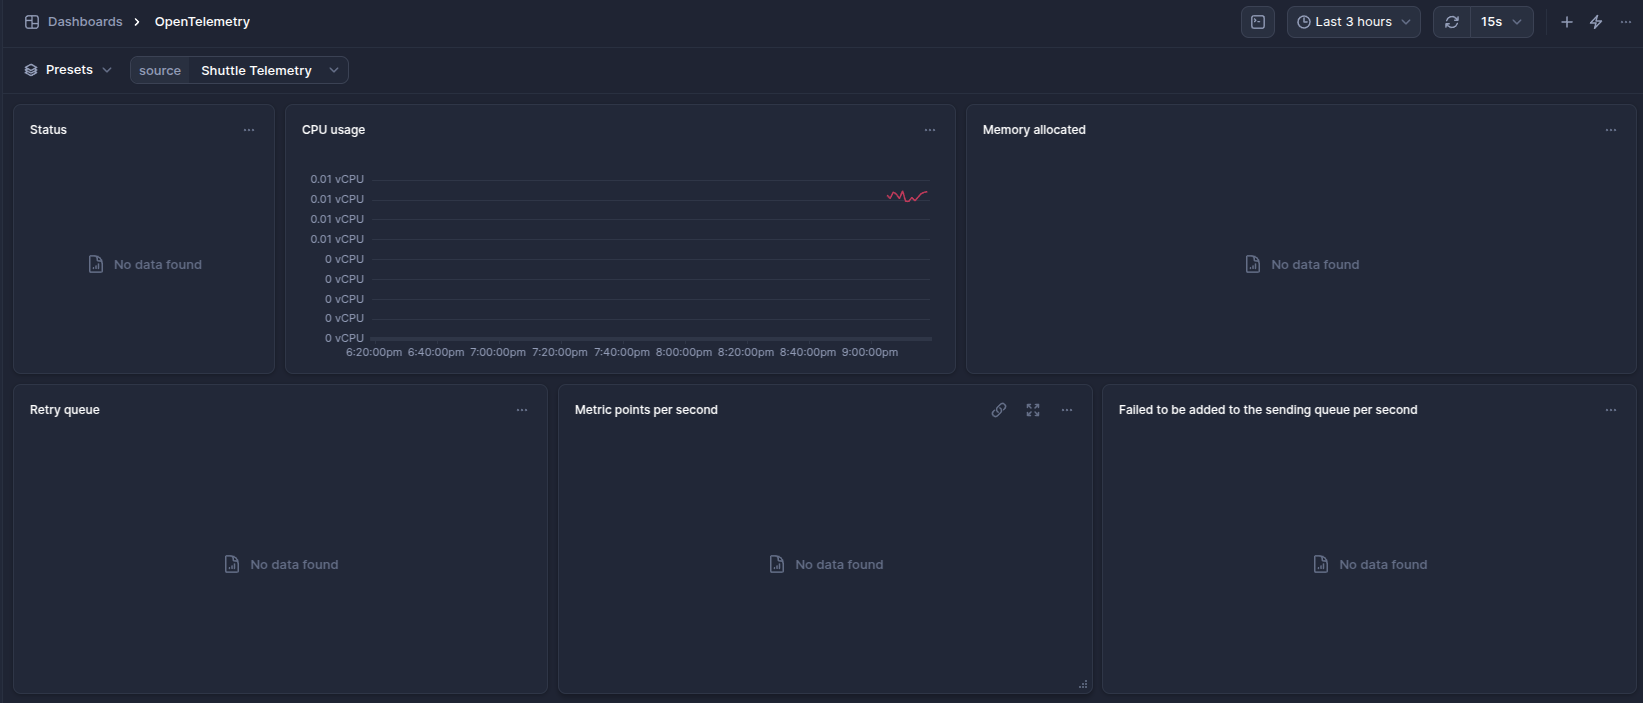 Dashboards > OpenTelemetry
Last 3 hours
15s
Presets
source Shuttle Telemetry
Status
No data found
CPU usage
0.01 vCPU
0.01 vCPU
0.01 vCPU
0.01 vCPU
0 vCPU
0 vCPU
0 vCPU
0 vCPU
0 vCPU
6:20:00pm 6:40:00pm 7:00:00pm 7:20:00pm 7:40:00pm 8:00:00pm 8:20:00pm 8:40:00pm 9:00:00pm
Memory allocated
No data found
Retry queue
No data found
Metric points per second
No data found
Failed to be added to the sending queue per second
No data found